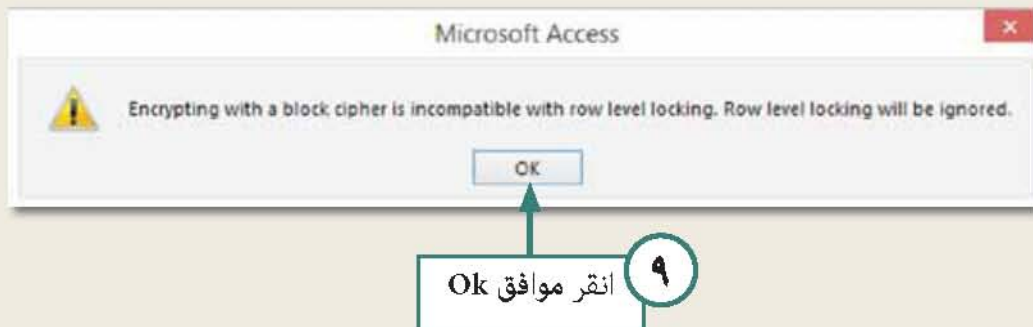 Microsoft Access
Encrypting with a block cipher is incompatible with row level locking. Row level locking will be ignored.
OK
٩
انقر موافق Ok